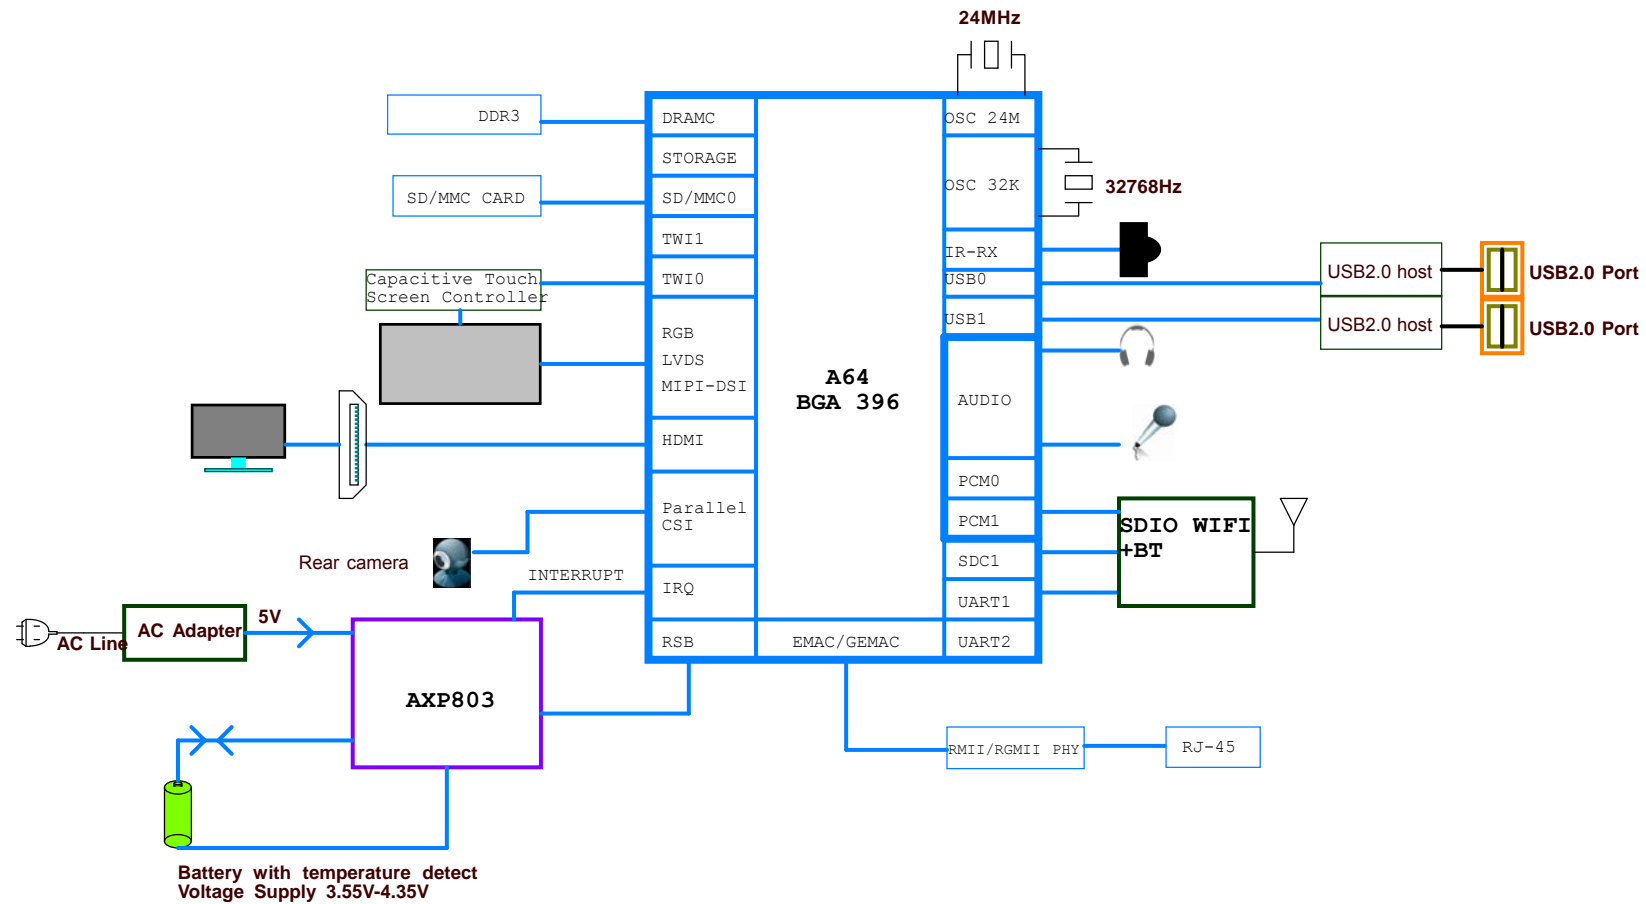 24MHz
DDR3
DRAMC
OSC 24M
STORAGE
SD/MMC CARD
SD/MMC0
OSC 32K
32768Hz
TWI1
IR-RX
Capacitive Touch
Screen Controller
TWI0
USB0
USB2.0 host
USB2.0 Port
USB1
USB2.0 host
USB2.0 Port
RGB
LVDS
MIPI-DSI
A64
BGA 396
AUDIO
HDMI
PCM0
Parallel
CSI
PCM1
SDIO WIFI
+BT
Rear camera
SDC1
INTERRUPT
IRQ
UART1
AC Line
AC Adapter
5V
RSB
EMAC/GEMAC
UART2
AXP803
RMII/RGMII PHY
RJ-45
Battery with temperature detect
Voltage Supply 3.55V-4.35V